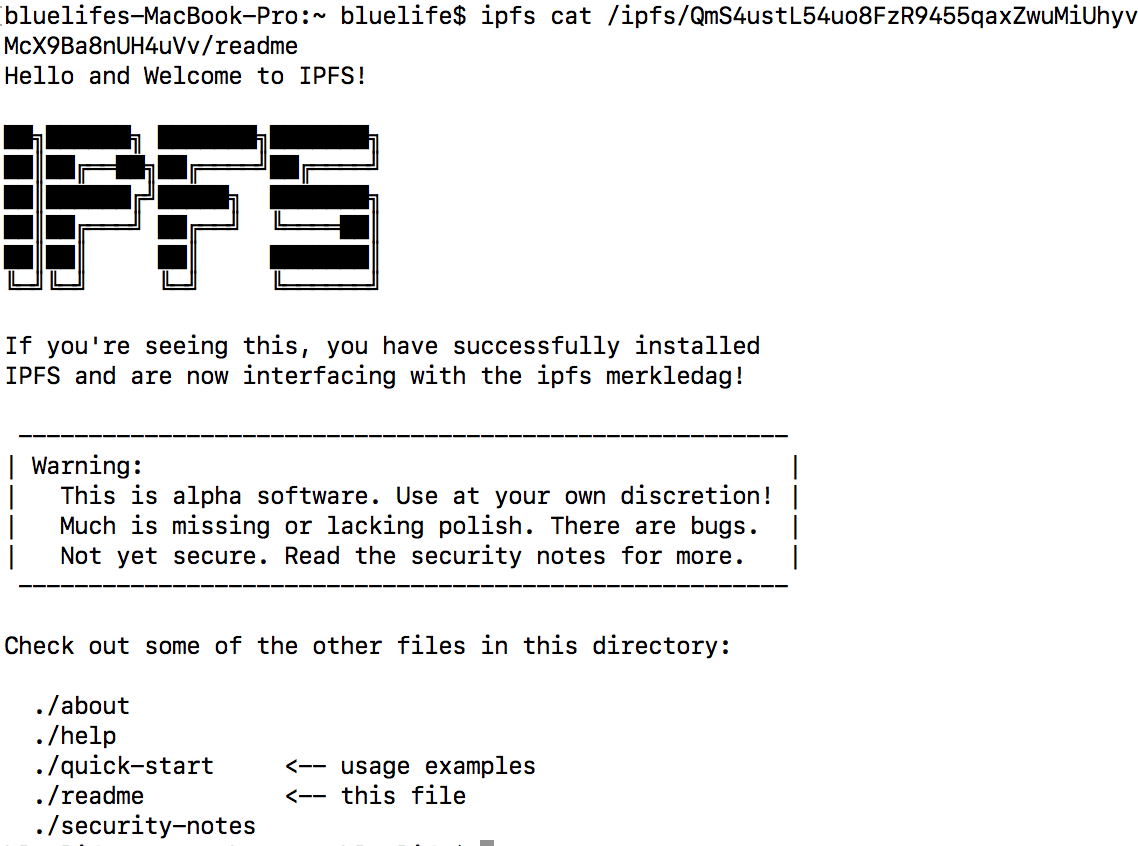 bluelifes-MacBook-Pro:~ bluelife$ ipfs cat /ipfs/QmS4ustL54uo8FzR9455qaxZwuMiUhyv
McX9Ba8nUH4uVv/readme
Hello and Welcome to IPFS!
IPFS
If you're seeing this, you have successfully installed
IPFS and are now interfacing with the ipfs merkledag!
-------------------------------------------------------
| Warning: |
| This is alpha software. Use at your own discretion! |
| Much is missing or lacking polish. There are bugs. |
| Not yet secure. Read the security notes for more. |
-------------------------------------------------------
Check out some of the other files in this directory:
./about
./help
./quick-start <-- usage examples
./readme <-- this file
./security-notes